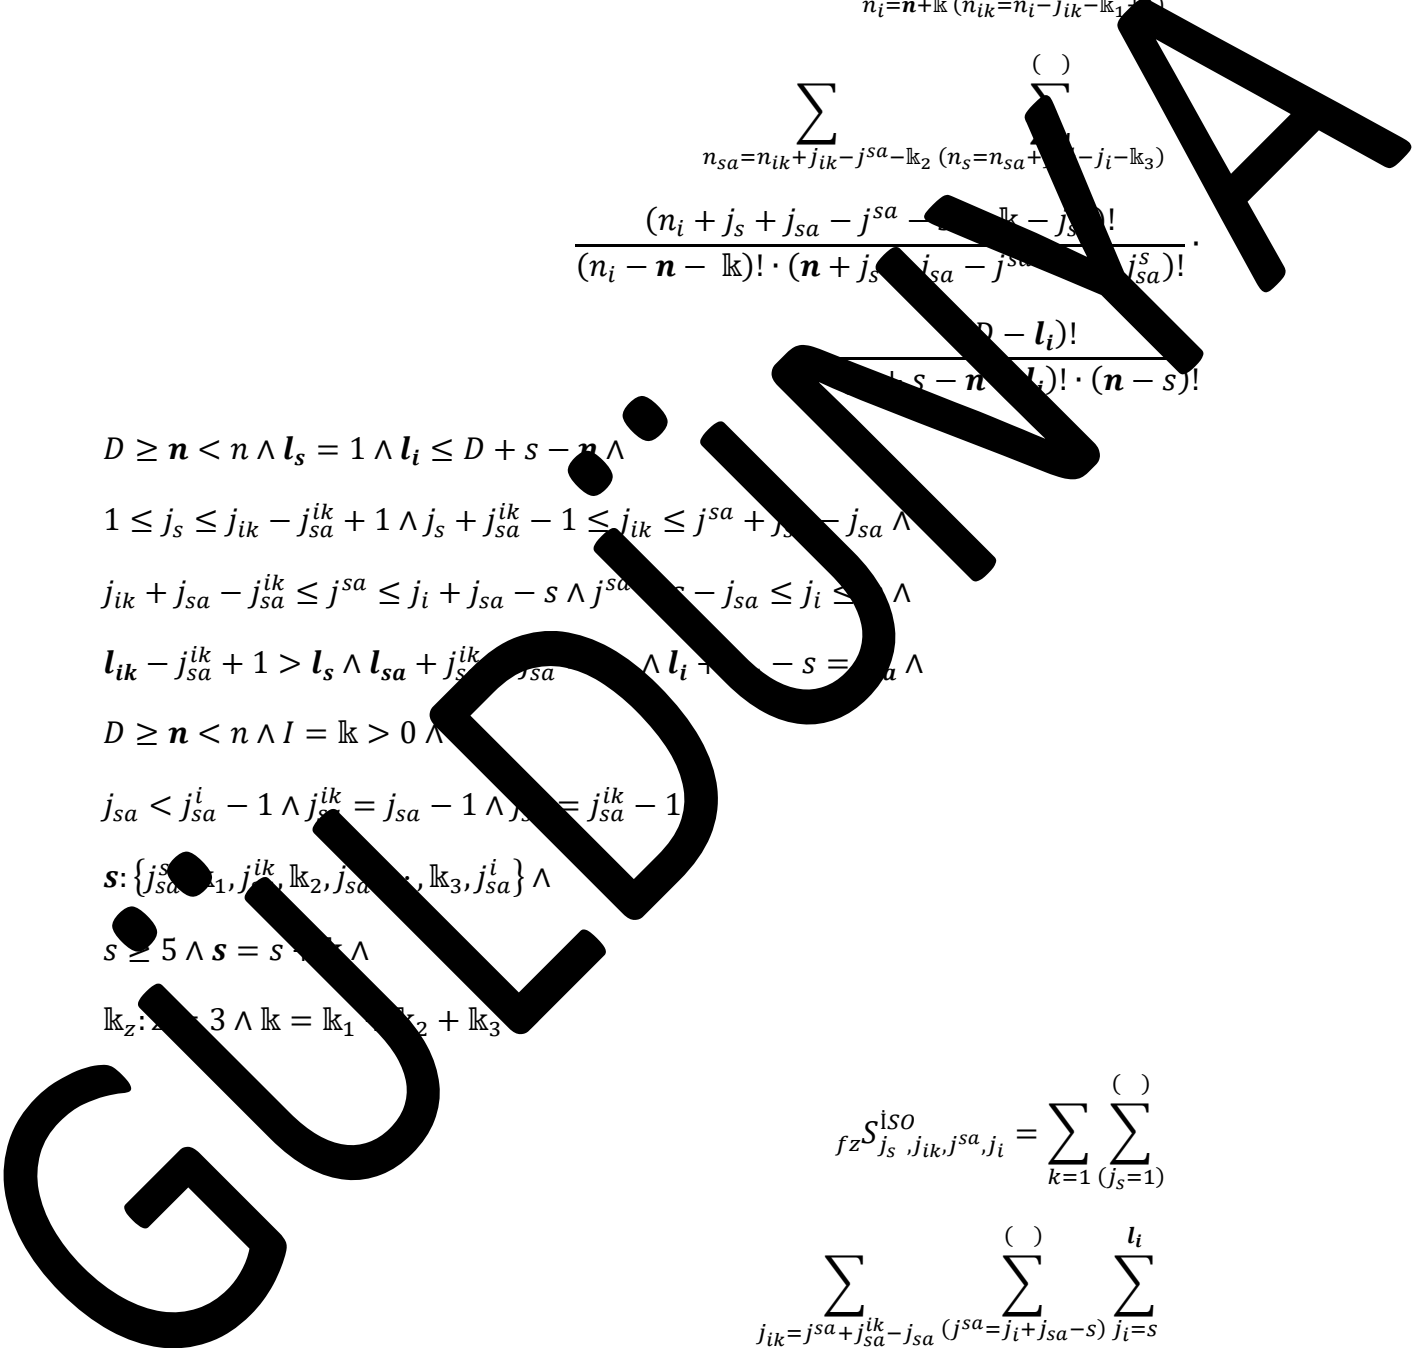 n_i=𝒏+𝕜 (n_ik=n_i−j_ik−𝕜_1+ )
( )
∑ ∑
n_sa=n_ik+j_ik−j^sa−𝕜_2 (n_s=n_sa+ −j_i−𝕜_3)
(n_i + j_s + j_sa − j^sa − 𝕜 − j_s )! ·
(n_i − 𝒏 − 𝕜)! · (𝒏 + j_s j_sa − j^sa j_sa^s)!
D − 𝒍_𝒊)!
+ s − 𝒏 𝒍_𝒊)! · (𝒏 − s)!
D ≥ 𝒏 < n ∧ 𝒍_𝒔 = 1 ∧ 𝒍_𝒊 ≤ D + s − 𝒏 ∧
1 ≤ j_s ≤ j_ik − j_sa^ik + 1 ∧ j_s + j_sa^ik − 1 ≤ j_ik ≤ j^sa + − j_sa ∧
j_ik + j_sa − j_sa^ik ≤ j^sa ≤ j_i + j_sa − s ∧ j^sa − j_sa ≤ j_i ≤ ∧
𝒍_𝒊𝒌 − j_sa^ik + 1 > 𝒍_𝒔 ∧ 𝒍_𝒔𝒂 + j_sa^ik j_sa ∧ 𝒍_𝒊 + − s = ∧
D ≥ 𝒏 < n ∧ I = 𝕜 > 0 ∧
j_sa < j_sa^i − 1 ∧ j_sa^ik = j_sa − 1 ∧ = j_sa^ik − 1
𝒔: {j_sa^s 𝕜_1, j_sa^ik, 𝕜_2, j_sa , 𝕜_3, j_sa^i} ∧
s ≥ 5 ∧ 𝒔 = s + 𝕜 ∧
𝕜_z: z = 3 ∧ 𝕜 = 𝕜_1 + 𝕜_2 + 𝕜_3
( )
_fz S^İSO_j_s ,j_ik,j^sa,j_i = ∑ ∑
k=1 (j_s=1)
( ) 𝒍_𝒊
∑ ∑ ∑
j_ik=j^sa+j_sa^ik−j_sa (j^sa=j_i+j_sa−s) j_i=s
GÜLDÜNYA